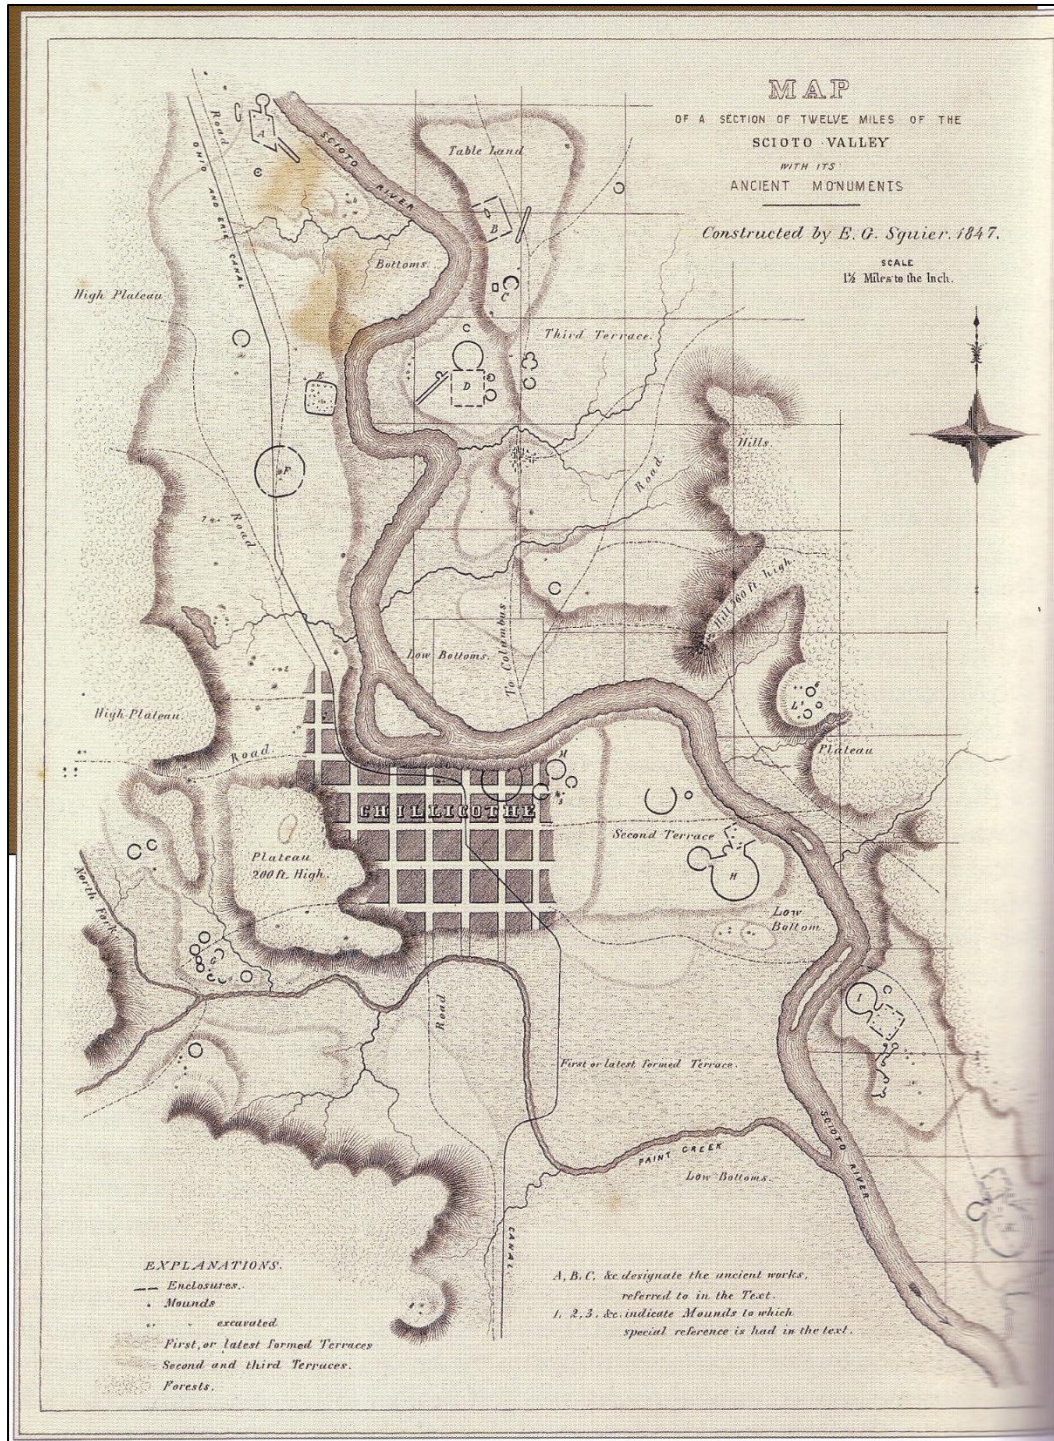 MAP
OF A SECTION OF TWELVE MILES OF THE
SCIOTO VALLEY
WITH ITS
ANCIENT MONUMENTS
Constructed by E. G. Squier. 1847.
SCALE
1½ Miles to the Inch.
Road
A
SCIOTO RIVER
OHIO AND ERIE CANAL
Table Land
B
Bottoms.
High Plateau
C
Third Terrace.
E
D
Hills.
F
Road
Road
Hill 360 ft. high
To Columbus
Low Bottoms.
High Plateau.
L
Road
Plateau
M
CHILLICOTHE
Second Terrace
Plateau
200 ft. High.
H
North Fork
Low
Bottom.
G
I
Road
First or latest formed Terrace.
PAINT CREEK
SCIOTO RIVER
Low Bottoms.
CANAL.
EXPLANATIONS.
Enclosures.
Mounds
" " excavated
First, or latest formed Terraces
Second and third Terraces.
Forests.
A, B, C, &c. designate the ancient works,
referred to in the Text.
1, 2, 3, &c. indicate Mounds to which
special reference is had in the text.